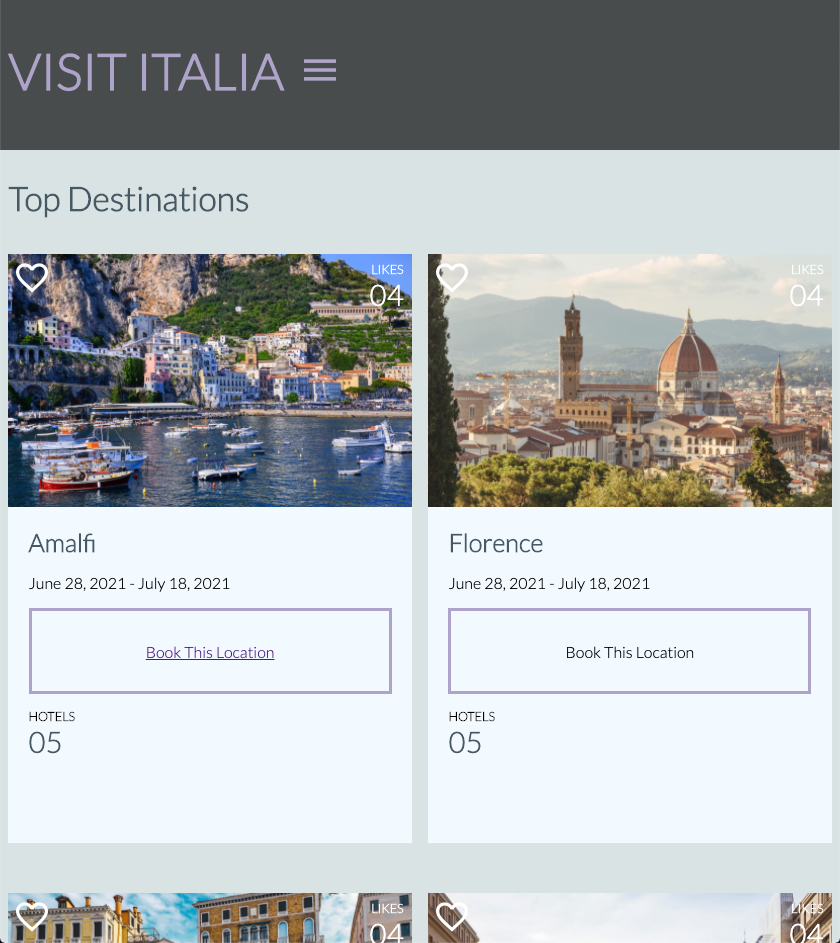 VISIT ITALIA
Top Destinations
LIKES
04
LIKES
04
Amalfi
June 28, 2021 - July 18, 2021
Book This Location
HOTELS
05
Florence
June 28, 2021 - July 18, 2021
Book This Location
HOTELS
05
LIKES
04
LIKES
04